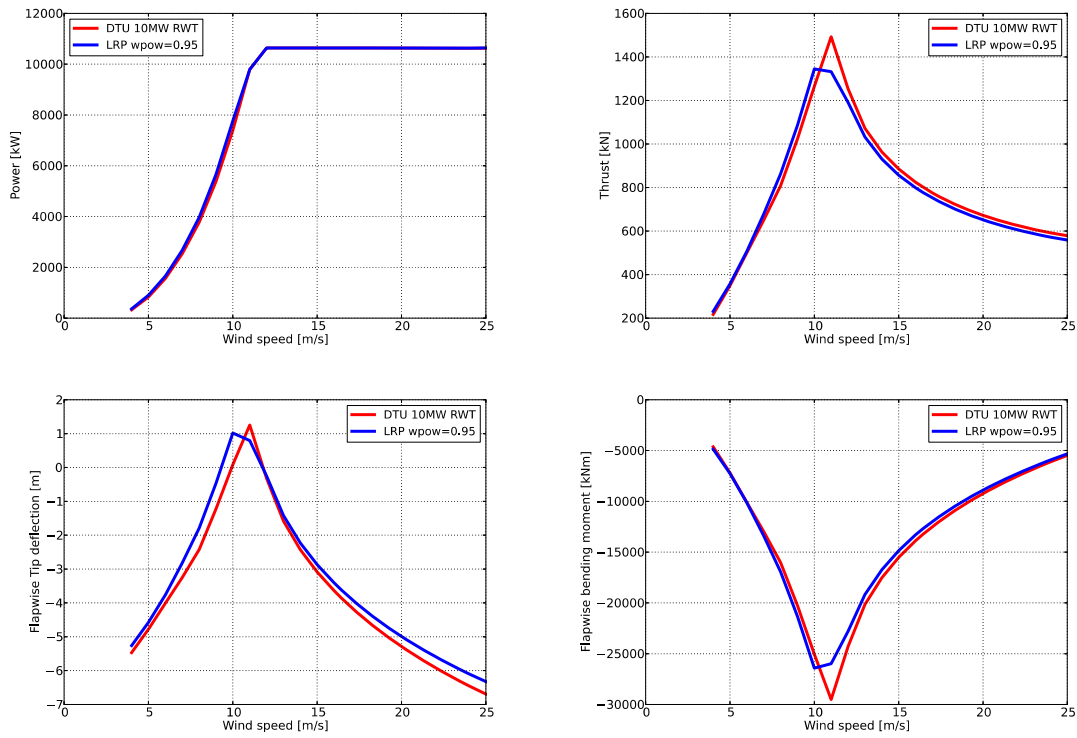 12000
10000
8000
6000
4000
2000
0
Power [kW]
DTU 10MW RWT
LRP wpow=0.95
0 5 10 15 20 25
Wind speed [m/s]
1600
1400
1200
1000
800
600
400
200
Thrust [kN]
DTU 10MW RWT
LRP wpow=0.95
0 5 10 15 20 25
Wind speed [m/s]
2
1
0
−1
−2
−3
−4
−5
−6
−7
Flapwise Tip deflection [m]
DTU 10MW RWT
LRP wpow=0.95
0 5 10 15 20 25
Wind speed [m/s]
0
−5000
−10000
−15000
−20000
−25000
−30000
Flapwise bending moment [kNm]
DTU 10MW RWT
LRP wpow=0.95
0 5 10 15 20 25
Wind speed [m/s]